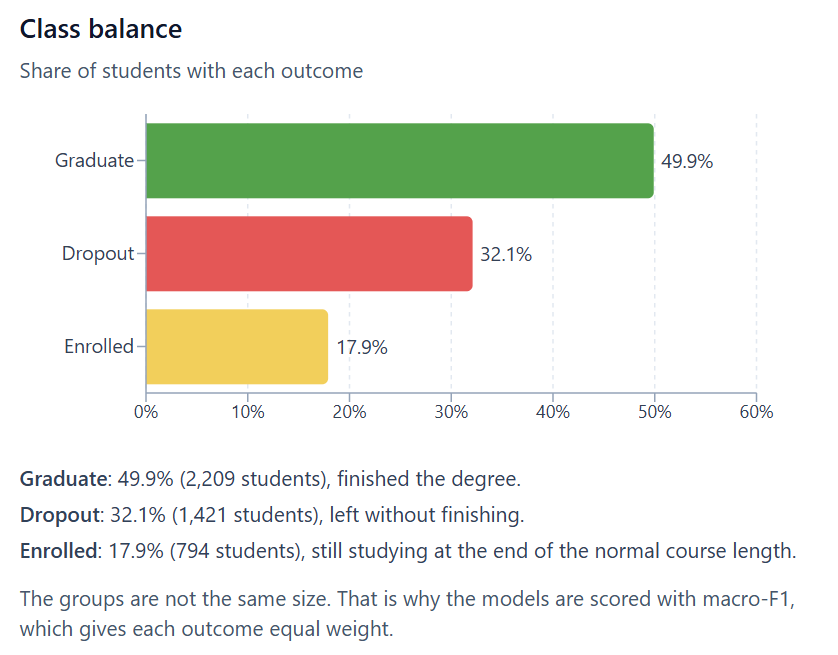 Class balance
Share of students with each outcome
Graduate
49.9%
Dropout
32.1%
Enrolled
17.9%
0% 10% 20% 30% 40% 50% 60%
Graduate: 49.9% (2,209 students), finished the degree.
Dropout: 32.1% (1,421 students), left without finishing.
Enrolled: 17.9% (794 students), still studying at the end of the normal course length.
The groups are not the same size. That is why the models are scored with macro-F1,
which gives each outcome equal weight.